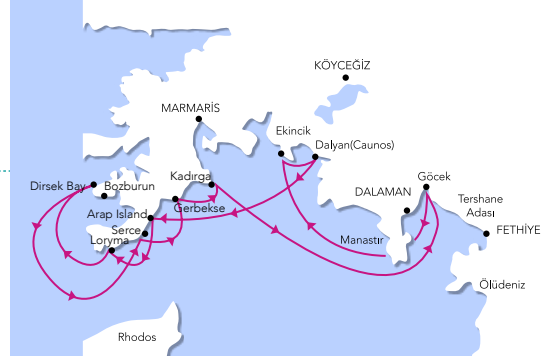 KÖYCEĞİZ
MARMARİS
Ekincik
Dalyan(Caunos)
Kadırga
Göcek
Dirsek Bay
Bozburun
DALAMAN
Tershane
Adası
Gerbekse
Arap Island
FETHİYE
Serce
Loryma
Manastır
Ölüdeniz
Rhodos